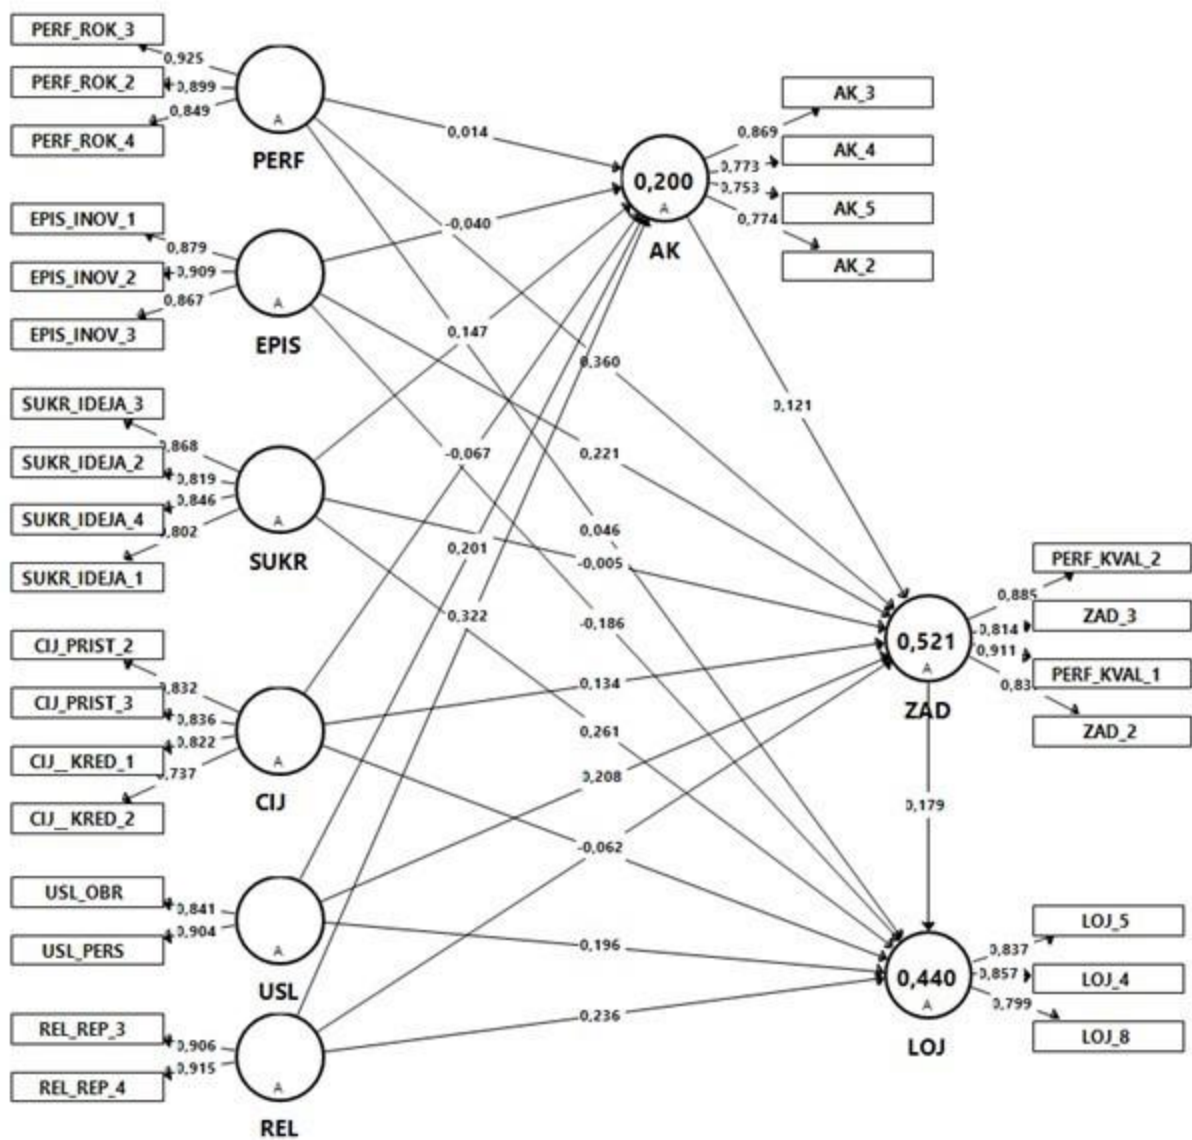 PERF_ROK_3
0,925
PERF_ROK_2
0,899
0,849
PERF_ROK_4
A
PERF
EPIS_INOV_1
0,879
EPIS_INOV_2
0,909
0,867
EPIS_INOV_3
A
EPIS
SUKR_IDEJA_3
0,868
SUKR_IDEJA_2
0,819
0,846
SUKR_IDEJA_4
0,802
SUKR_IDEJA_1
A
SUKR
CIJ_PRIST_2
0,832
CIJ_PRIST_3
0,836
0,822
CIJ__KRED_1
0,737
CIJ__KRED_2
A
CIJ
USL_OBR
0,841
0,904
USL_PERS
A
USL
REL_REP_3
0,906
0,915
REL_REP_4
A
REL
0,014
-0,040
0,147
-0,067
0,201
0,322
0,360
0,221
0,046
-0,005
-0,186
0,134
0,261
0,208
-0,062
0,196
0,236
0,200
A
AK
AK_3
0,869
AK_4
0,773
0,753
AK_5
0,774
AK_2
0,121
0,521
A
ZAD
PERF_KVAL_2
0,885
ZAD_3
0,814
0,911
PERF_KVAL_1
ZAD_2
0,179
0,440
A
LOJ
LOJ_5
0,837
0,857
LOJ_4
0,799
LOJ_8